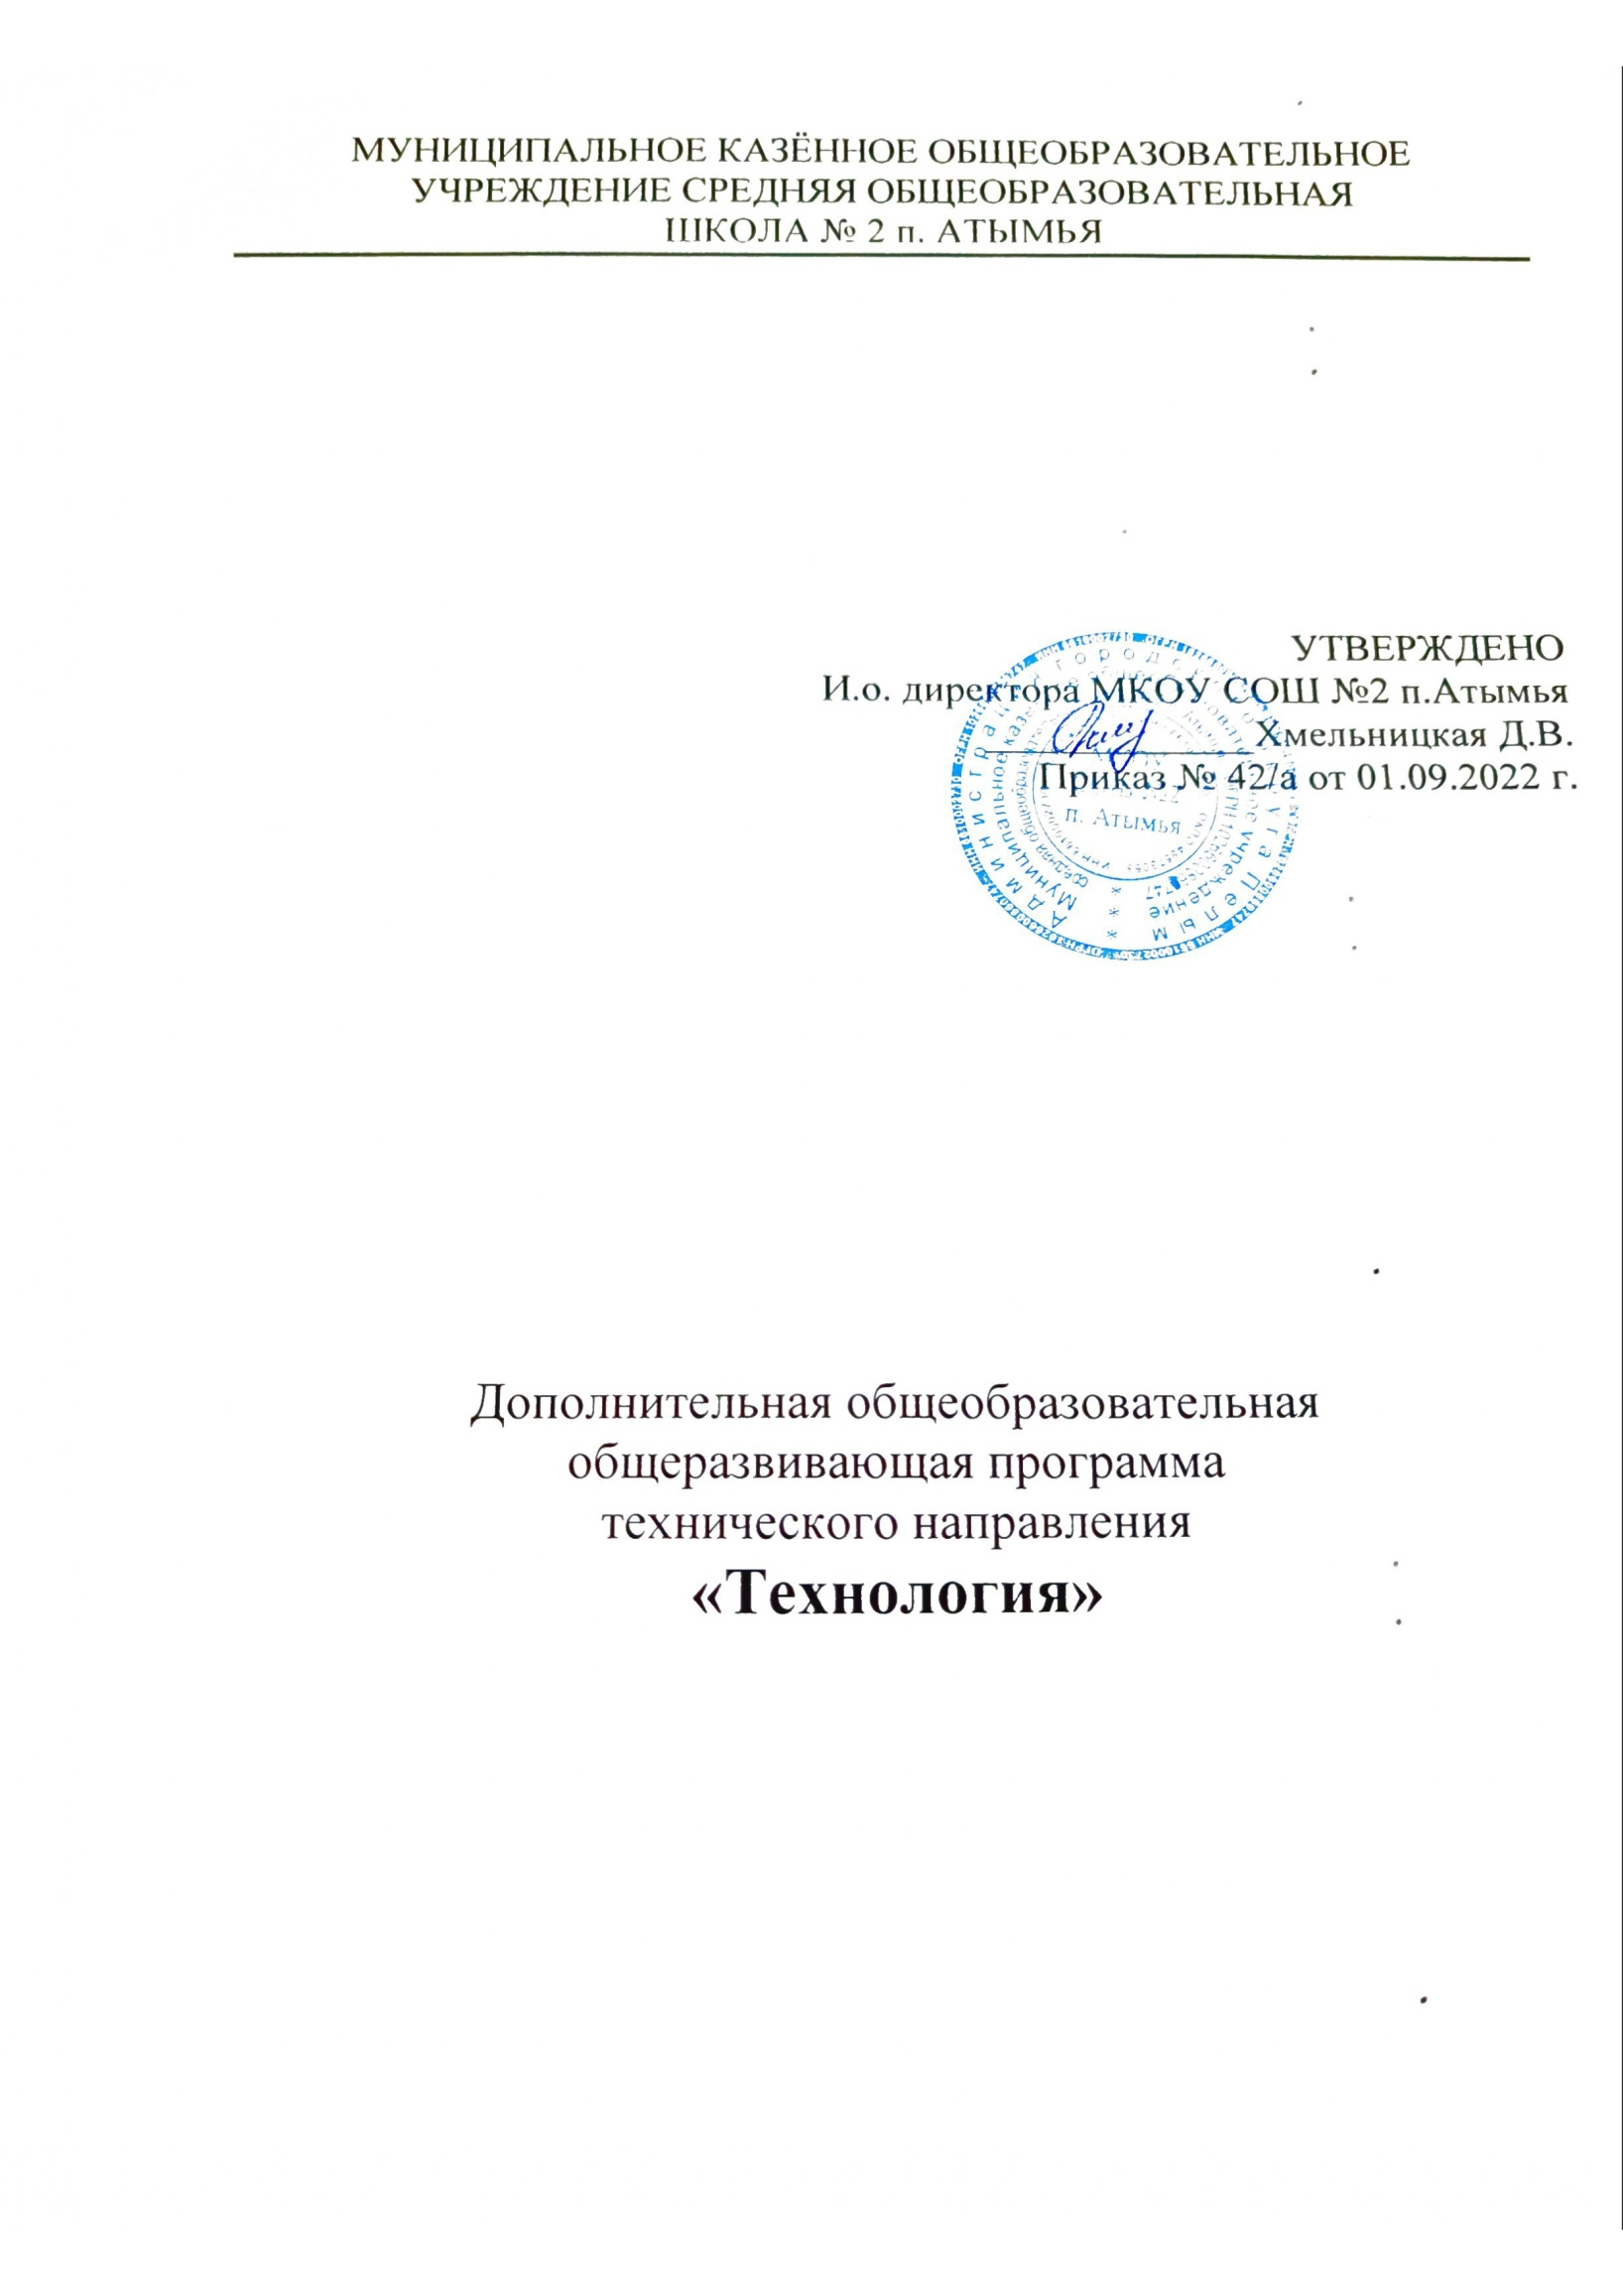 МУНИЦИПАЛЬНОЕ КАЗЁННОЕ ОБЩЕОБРАЗОВАТЕЛЬНОЕ
УЧРЕЖДЕНИЕ СРЕДНЯЯ ОБЩЕОБРАЗОВАТЕЛЬНАЯ
ШКОЛА № 2 п. АТЫМЬЯ
УТВЕРЖДЕНО
И.о. директора МКОУ СОШ №2 п.Атымья
Хмельницкая Д.В.
Приказ № 42/а от 01.09.2022 г.
п. Атымья
Дополнительная общеобразовательная
общеразвивающая программа
технического направления
«Технология»